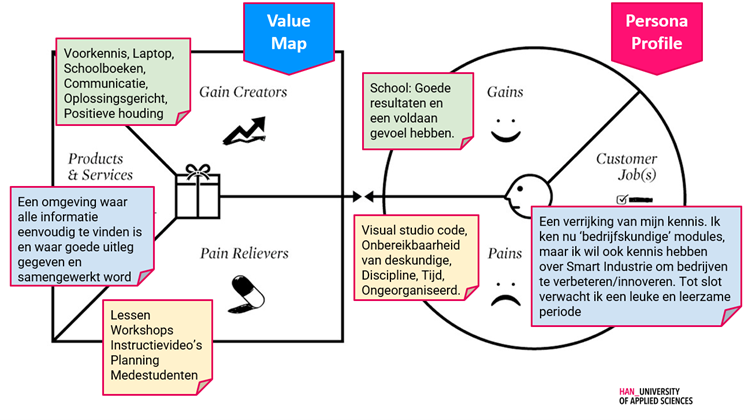 Value
Map
Persona
Profile
Voorkennis, Laptop,
Schoolboeken,
Communicatie,
Oplossingsgericht,
Positieve houding
Gain Creators
Products
& Services
Een omgeving waar
alle informatie
eenvoudig te vinden is
en waar goede uitleg
gegeven en
samengewerkt word
Pain Relievers
Lessen
Workshops
Instructievideo's
Planning
Medestudenten
School: Goede
resultaten en
een voldaan
gevoel hebben.
Gains
Customer
Job(s)
Visual studio code,
Onbereikbaarheid
van deskundige,
Discipline, Tijd,
Ongeorganiseerd.
Pains
Een verrijking van mijn kennis. Ik
ken nu ‘bedrijfskundige’ modules,
maar ik wil ook kennis hebben
over Smart Industrie om bedrijven
te verbeteren/innoveren. Tot slot
verwacht ik een leuke en leerzame
periode
HAN_UNIVERSITY
OF APPLIED SCIENCES